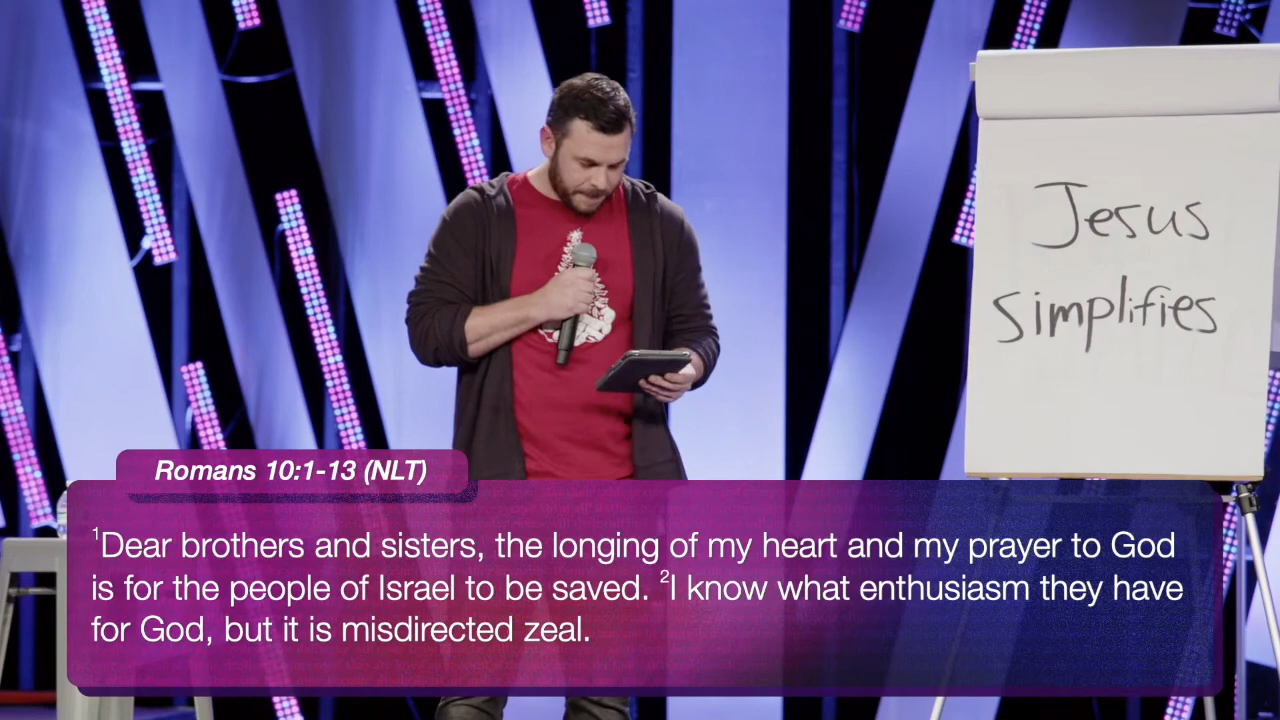 Jesus
simplifies
Romans 10:1-13 (NLT)
¹Dear brothers and sisters, the longing of my heart and my prayer to God
is for the people of Israel to be saved. ²I know what enthusiasm they have
for God, but it is misdirected zeal.